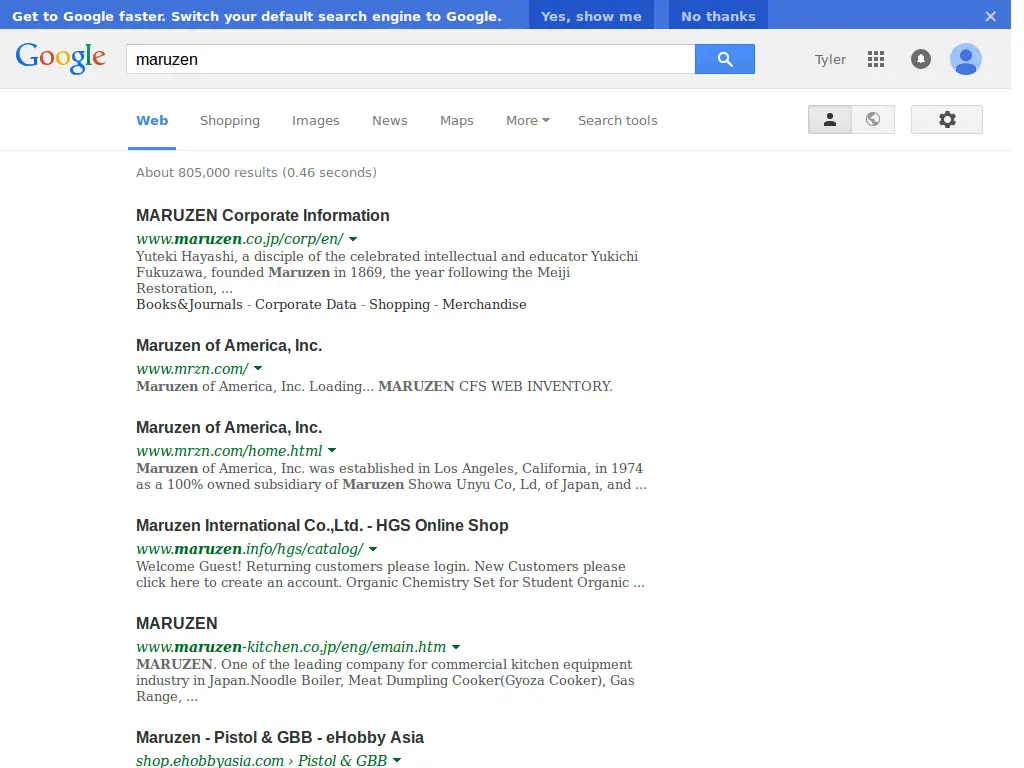 Get to Google faster. Switch your default search engine to Google. Yes, show me No thanks
Google maruzen Tyler
Web Shopping Images News Maps More Search tools
About 805,000 results (0.46 seconds)
MARUZEN Corporate Information
www.maruzen.co.jp/corp/en/
Yuteki Hayashi, a disciple of the celebrated intellectual and educator Yukichi
Fukuzawa, founded Maruzen in 1869, the year following the Meiji
Restoration, ...
Books&Journals - Corporate Data - Shopping - Merchandise
Maruzen of America, Inc.
www.mrzn.com/
Maruzen of America, Inc. Loading... MARUZEN CFS WEB INVENTORY.
Maruzen of America, Inc.
www.mrzn.com/home.html
Maruzen of America, Inc. was established in Los Angeles, California, in 1974
as a 100% owned subsidiary of Maruzen Showa Unyu Co, Ld, of Japan, and ...
Maruzen International Co.,Ltd. - HGS Online Shop
www.maruzen.info/hgs/catalog/
Welcome Guest! Returning customers please login. New Customers please
click here to create an account. Organic Chemistry Set for Student Organic ...
MARUZEN
www.maruzen-kitchen.co.jp/eng/emain.htm
MARUZEN. One of the leading company for commercial kitchen equipment
industry in Japan.Noodle Boiler, Meat Dumpling Cooker(Gyoza Cooker), Gas
Range, ...
Maruzen - Pistol & GBB - eHobby Asia
shop.ehobbyasia.com › Pistol & GBB